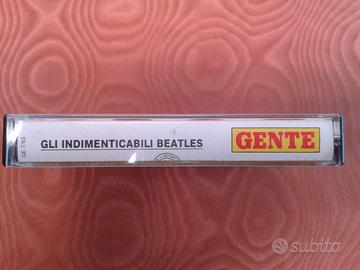 GLI INDIMENTICABILI BEATLES
GENTE
subito